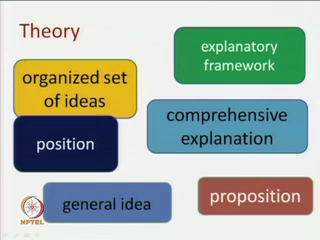 Theory
explanatory
framework
organized set
of ideas
comprehensive
explanation
position
general idea
proposition
NPTEL